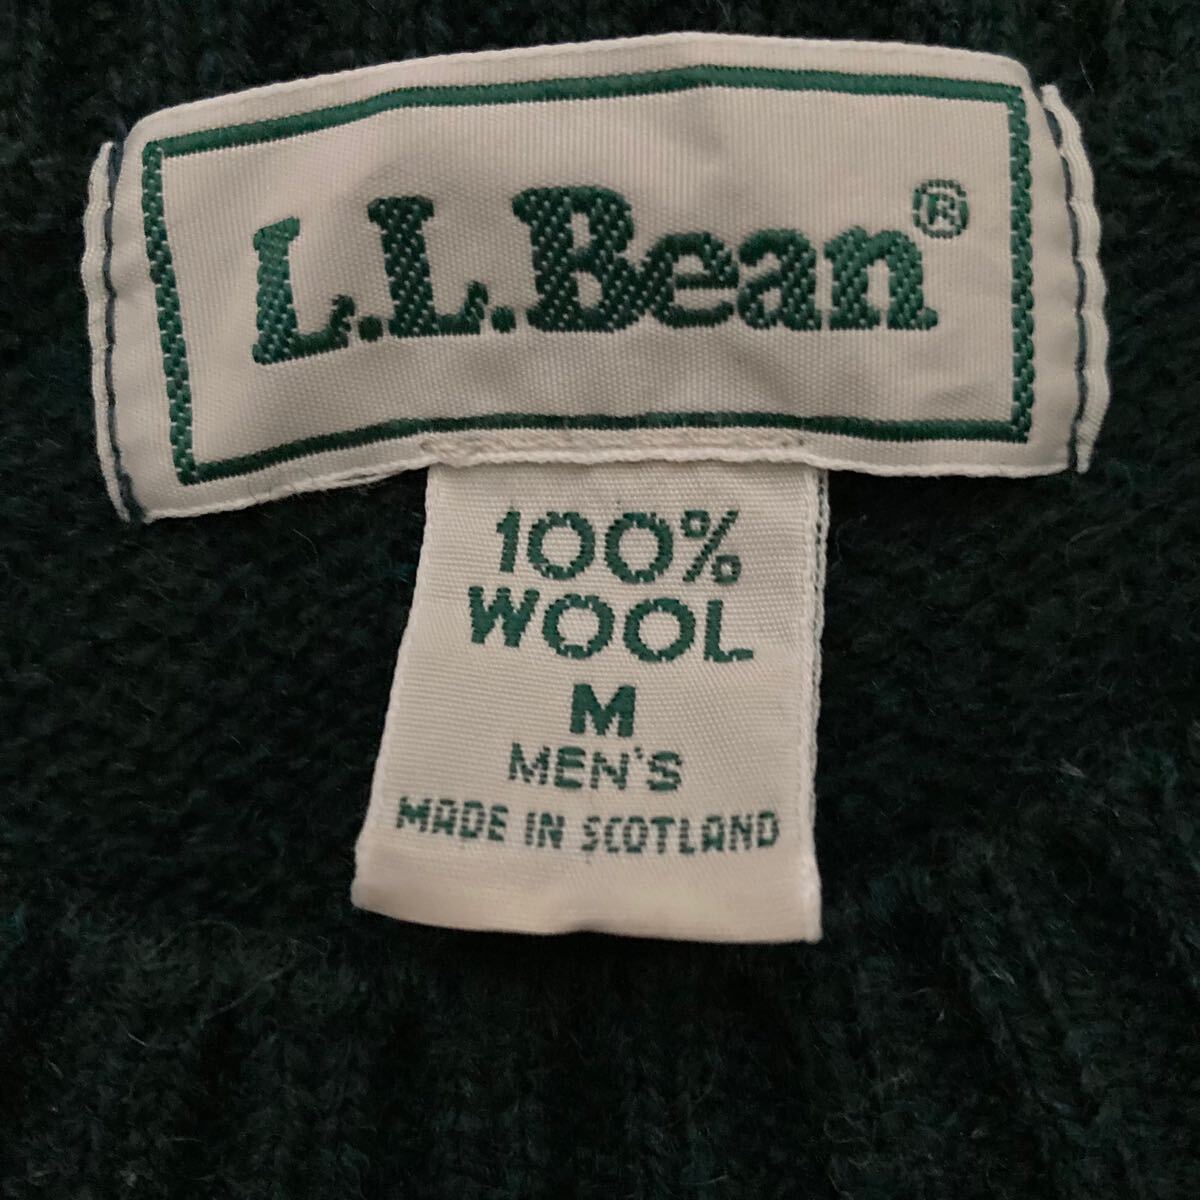 L.L.Bean®
100%
WOOL
M
MEN'S
MADE IN SCOTLAND